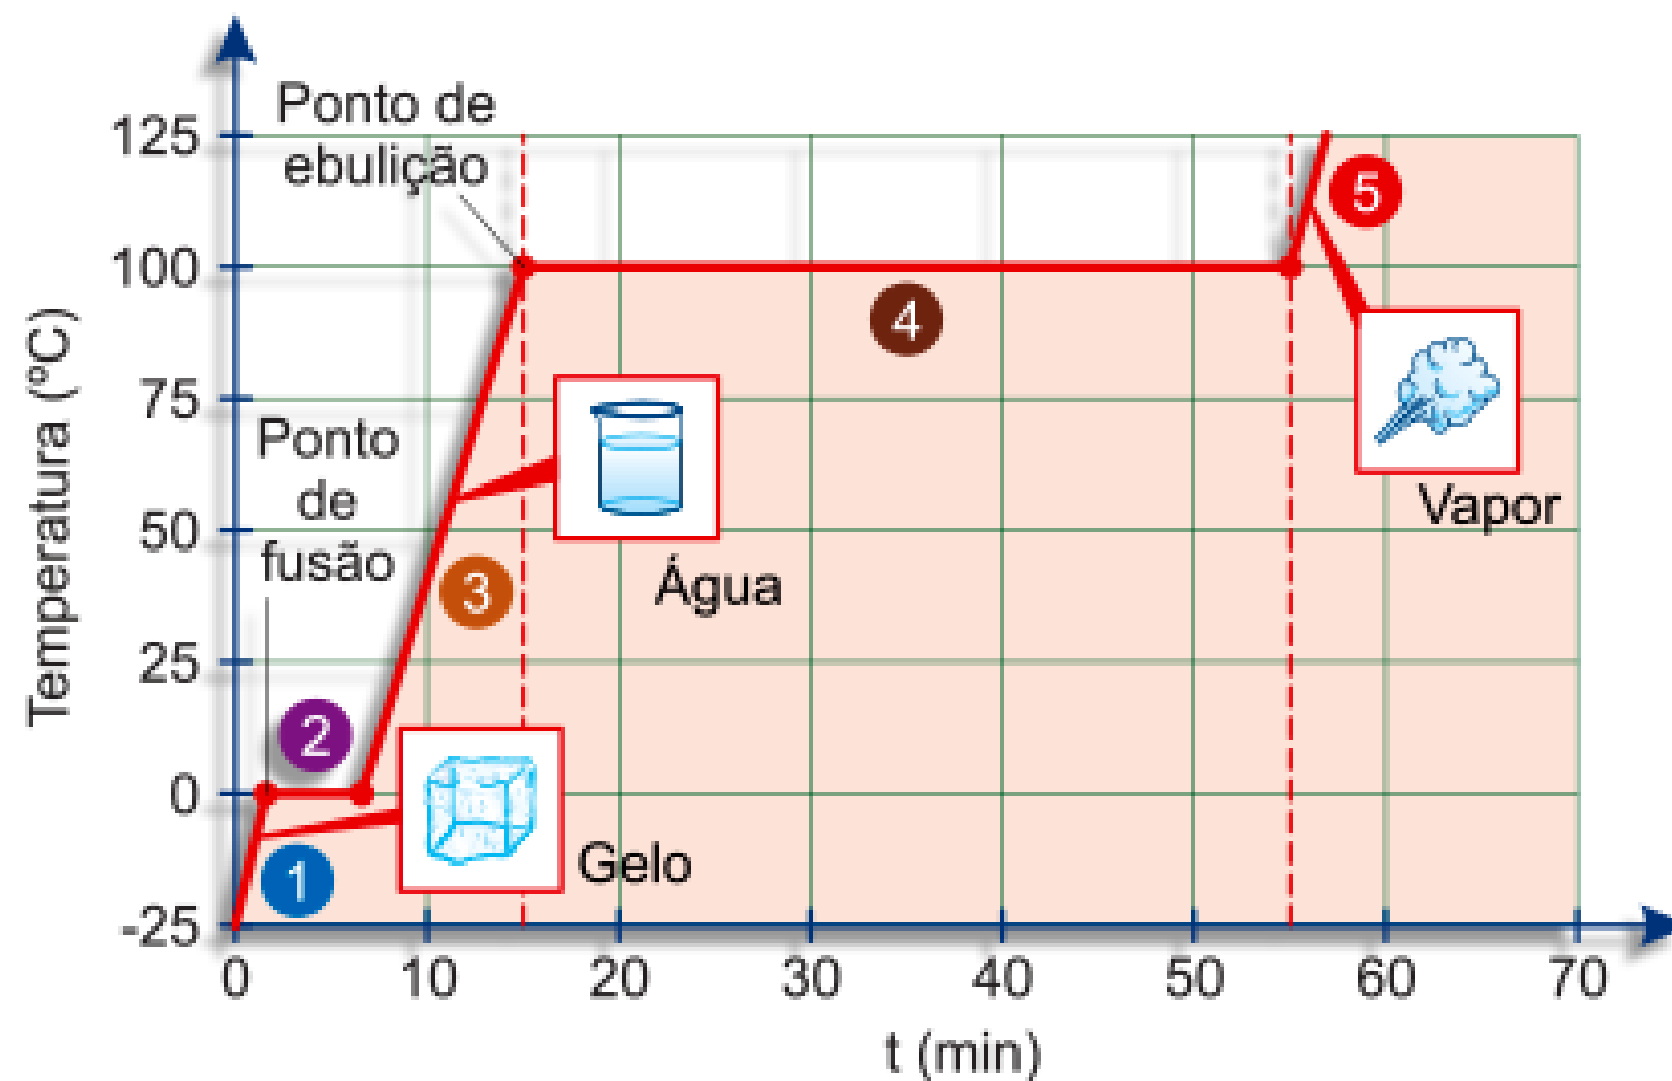 Ponto de
ebulição
125
100
75
50
25
0
-25
Temperatura (ºC)
Ponto
de
fusão
1
2
3
4
5
Água
Gelo
Vapor
0 10 20 30 40 50 60 70
t (min)